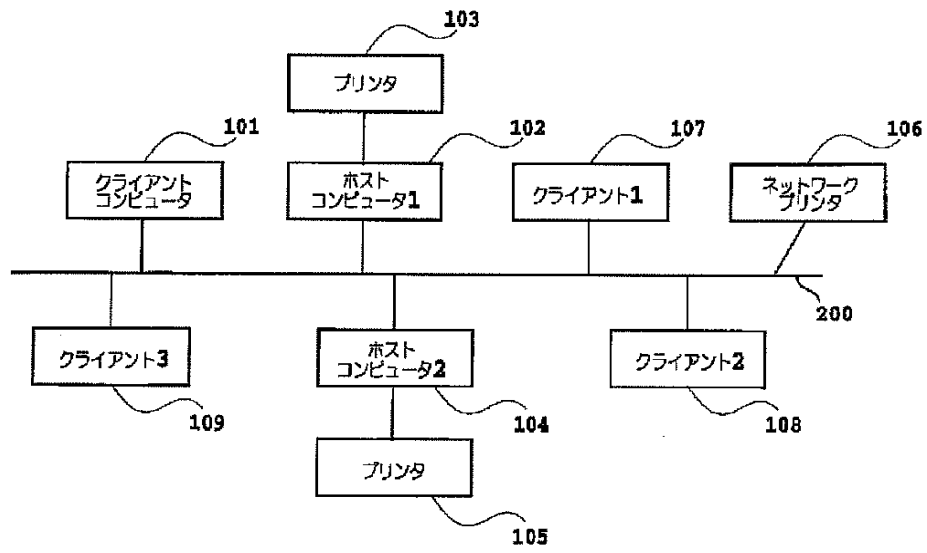 103
プリンタ
101
102
107
106
クライアント
コンピュータ
ホスト
コンピュータ1
クライアント1
ネットワーク
プリンタ
200
クライアント3
ホスト
コンピュータ2
クライアント2
109
104
108
プリンタ
105